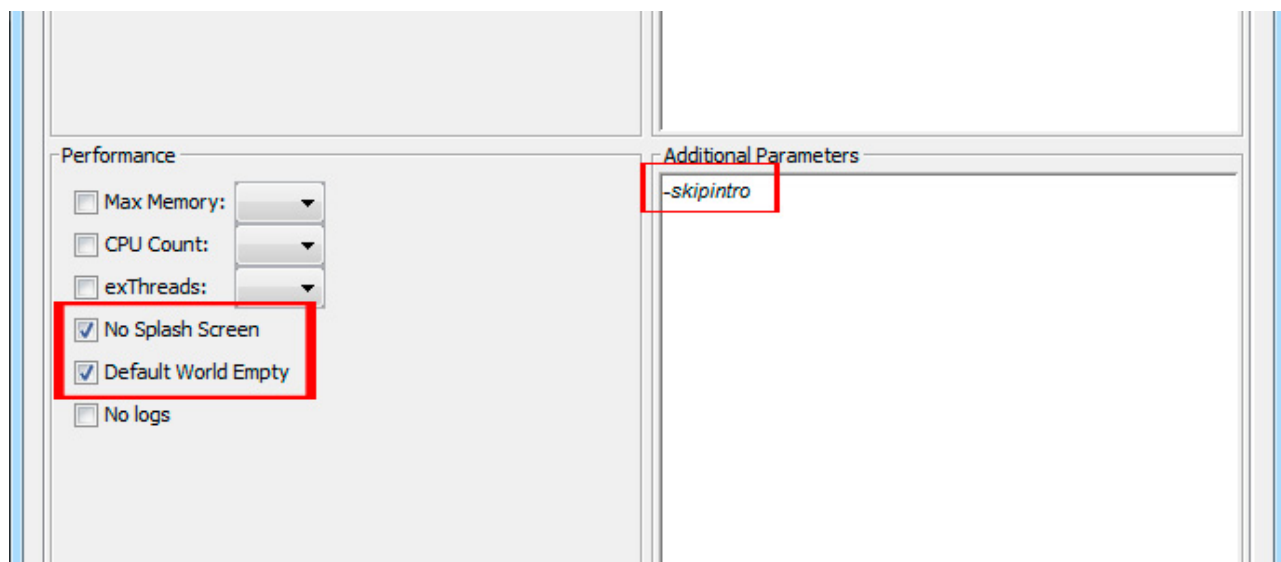 Performance
Max Memory:
CPU Count:
exThreads:
No Splash Screen
Default World Empty
No logs
Additional Parameters
-skipintro